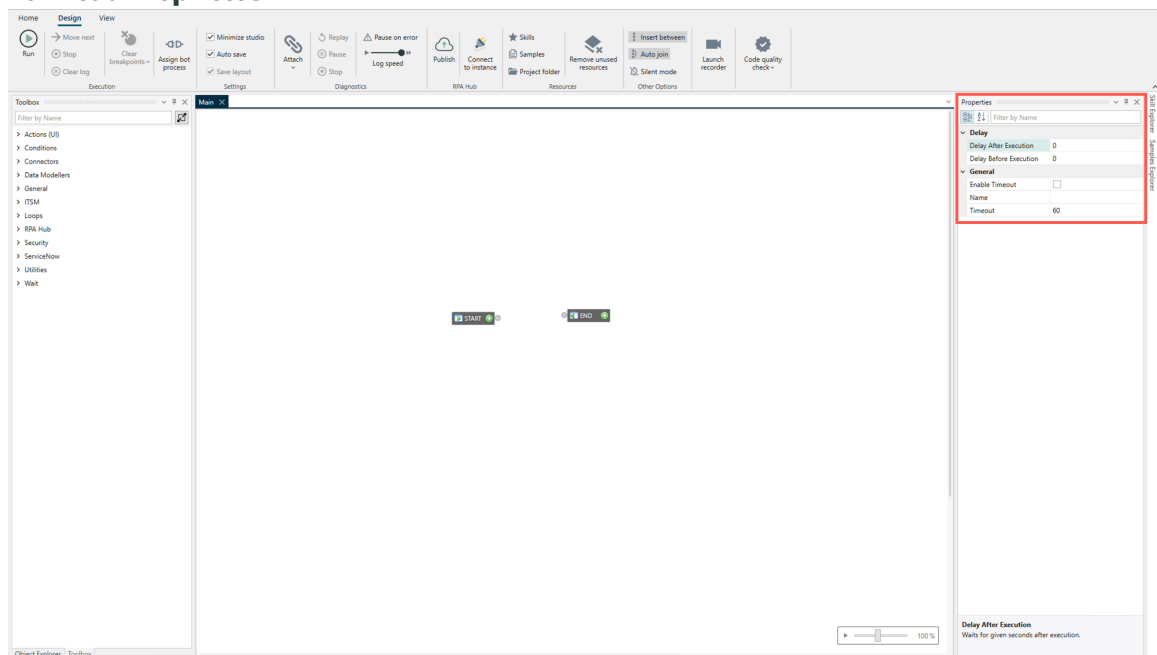 Home Design View
Run
Move next
Stop
Clear log
Clear breakpoints
Assign bot process
Execution
Minimize studio
Auto save
Save layout
Settings
Attach
Replay
Pause
Stop
Pause on error
Log speed
Diagnostics
Publish
Connect to instance
RPA Hub
Skills
Samples
Project folder
Remove unused resources
Resources
Insert between
Auto join
Silent mode
Other Options
Launch recorder
Code quality check
Toolbox
Filter by Name
Actions (UI)
Conditions
Connectors
Data Modellers
General
ITSM
Loops
RPA Hub
Security
ServiceNow
Utilities
Wait
Object Explorer Toolbox
Main
START
END
100 %
Properties
Filter by Name
Delay
Delay After Execution 0
Delay Before Execution 0
General
Enable Timeout
Name
Timeout 60
Delay After Execution
Waits for given seconds after execution.
Skill Explorer
Samples Explorer